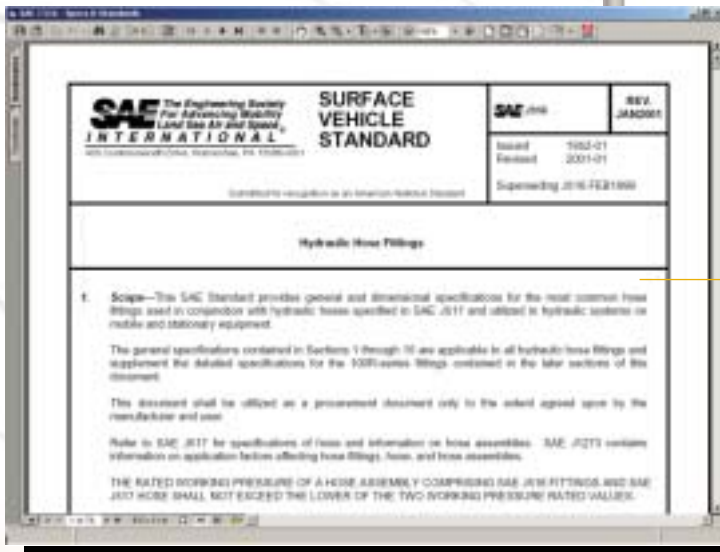 SAE The Engineering Society
For Advancing Mobility
Land Sea Air and Space
INTERNATIONAL
SURFACE
VEHICLE
STANDARD
SAE
REV.
JAN2001
Issued 1952-01
Revised 2001-01
Superseding J516 FEB1999
Submitted for recognition as an American National Standard
Hydraulic Hose Fittings
1. Scope—This SAE Standard provides general and dimensional specifications for the most common hose
fittings used in conjunction with hydraulic hoses specified in SAE J517 and utilized in hydraulic systems on
mobile and stationary equipment.
The general specifications contained in Sections 1 through 10 are applicable to all hydraulic hose fittings and
supplement the detailed specifications for the 100R-series fittings contained in the later sections of this
document.
This document shall be utilized as a procurement document only to the extent agreed upon by the
manufacturer and user.
Refer to SAE J517 for specifications of hose and information on hose assemblies. SAE J1273 contains
information on application factors affecting hose fittings, hose, and hose assemblies.
THE RATED WORKING PRESSURE OF A HOSE ASSEMBLY COMPRISING SAE J516 FITTINGS AND SAE
J517 HOSE SHALL NOT EXCEED THE LOWER OF THE TWO WORKING PRESSURE RATED VALUES.